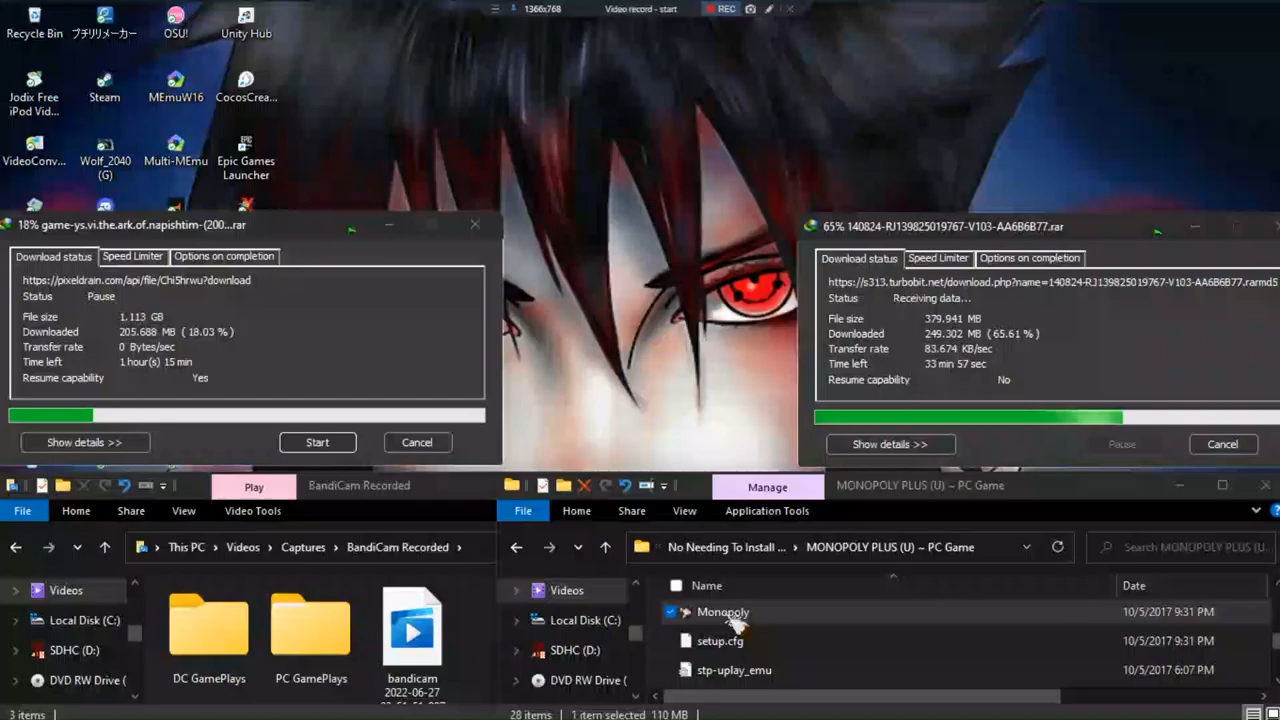 1366x768 Video record - start REC
Recycle Bin プチリリメーカー OSU! Unity Hub
Jodix Free iPod Vid... Steam MEmuW16 CocosCrea...
VideoConv... Wolf_2040 (G) Multi-MEmu Epic Games Launcher
18% game-ys.vi.the.ark.of.napishtim-(200...rar
Download status Speed Limiter Options on completion
https://pixeldrain.com/api/file/Chi5hrwu?download
Status Pause
File size 1.113 GB
Downloaded 205.688 MB ( 18.03 % )
Transfer rate 0 Bytes/sec
Time left 1 hour(s) 15 min
Resume capability Yes
Show details >> Start Cancel
65% 140824-RJ139825019767-V103-AA6B6B77.rar
Download status Speed Limiter Options on completion
https://s313.turbobit.net/download.php?name=140824-RJ139825019767-V103-AA6B6B77.rarmd5
Status Receiving data...
File size 379.941 MB
Downloaded 249.302 MB ( 65.61 % )
Transfer rate 83.674 KB/sec
Time left 33 min 57 sec
Resume capability No
Show details >> Pause Cancel
Play BandiCam Recorded
File Home Share View Video Tools
This PC Videos Captures BandiCam Recorded
Videos
Local Disk (C:)
SDHC (D:)
DVD RW Drive (
DC GamePlays PC GamePlays bandicam
2022-06-27
3 items
Manage MONOPOLY PLUS (U) ~ PC Game
File Home Share View Application Tools
No Needing To Install ... MONOPOLY PLUS (U) ~ PC Game Search MONOPOLY PLUS (U...
Videos
Local Disk (C:)
SDHC (D:)
DVD RW Drive (
Name Date
Monopoly 10/5/2017 9:31 PM
setup.cfg 10/5/2017 9:31 PM
stp-uplay_emu 10/5/2017 6:07 PM
28 items 1 item selected 110 MB